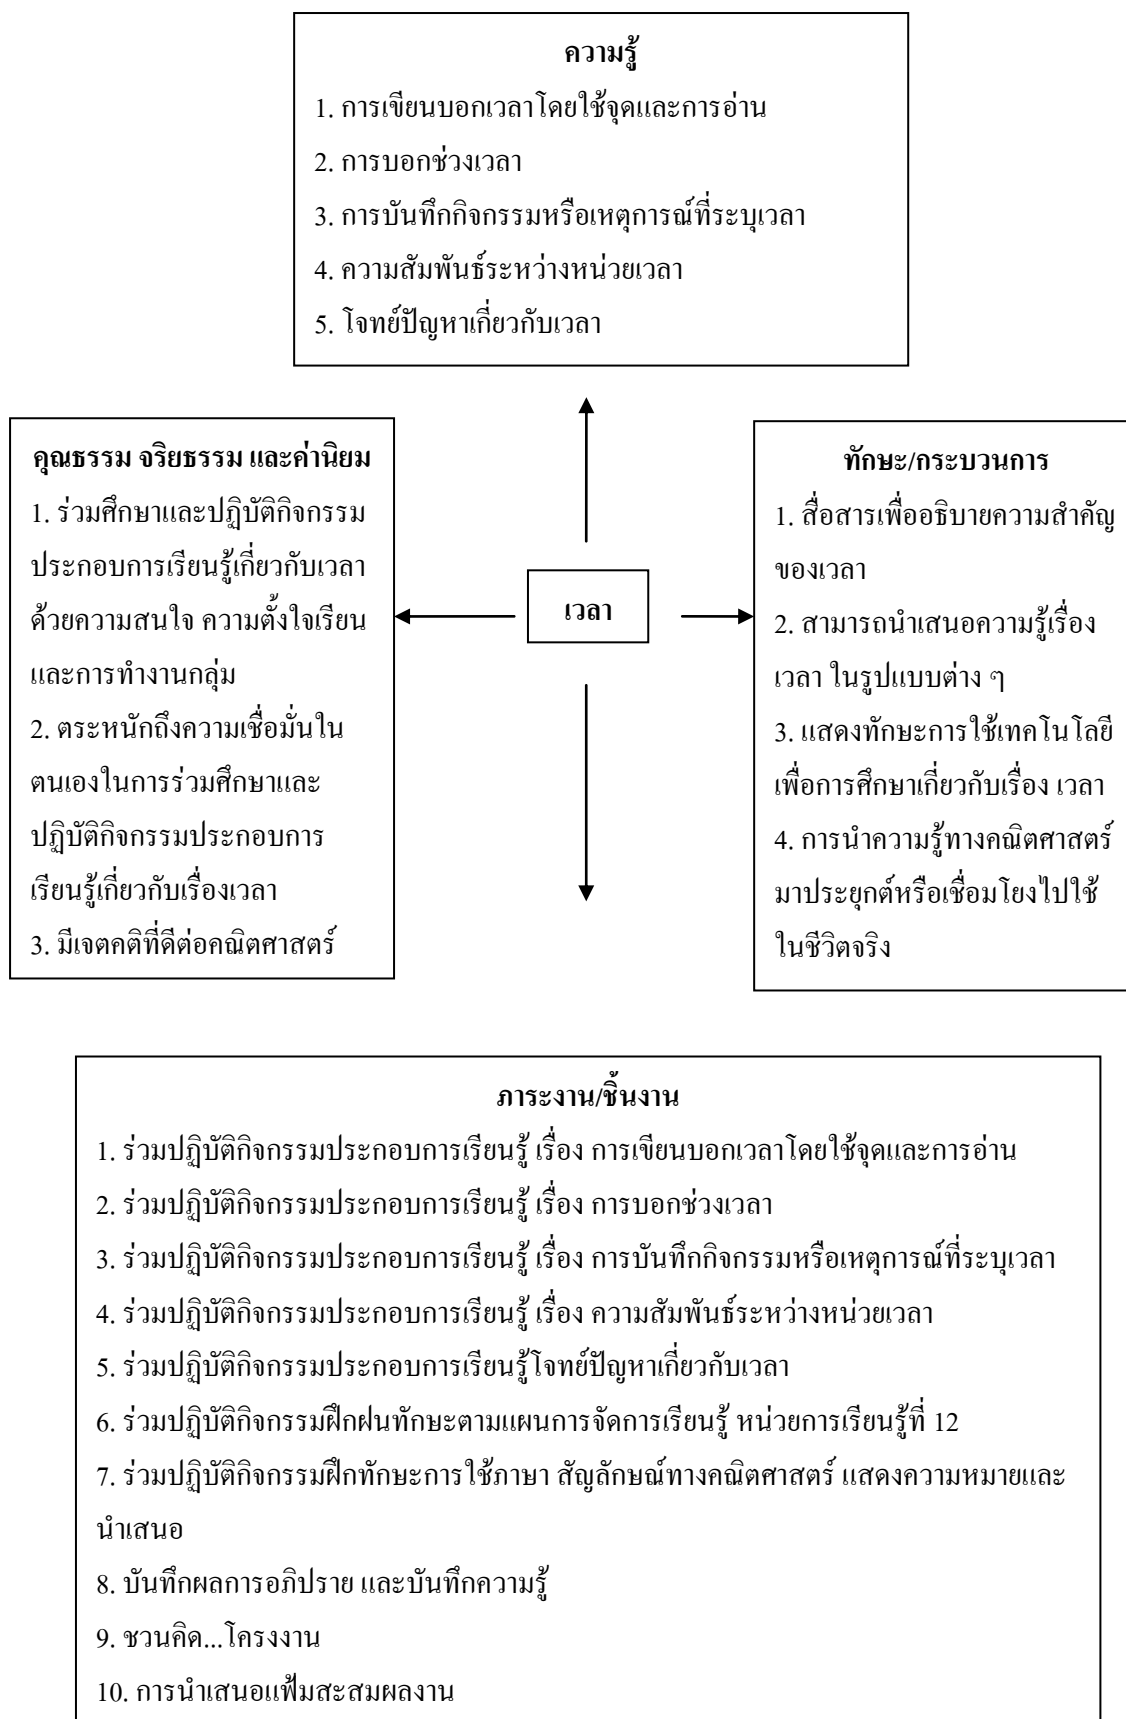 ความรู้
1. การเขียนบอกเวลาโดยใช้จุดและการอ่าน
2. การบอกช่วงเวลา
3. การบันทึกกิจกรรมหรือเหตุการณ์ที่ระบุเวลา
4. ความสัมพันธ์ระหว่างหน่วยเวลา
5. โจทย์ปัญหาเกี่ยวกับเวลา
คุณธรรม จริยธรรม และค่านิยม
1. ร่วมศึกษาและปฏิบัติกิจกรรม
ประกอบการเรียนรู้เกี่ยวกับเวลา
ด้วยความสนใจ ความตั้งใจเรียน
และการทำงานกลุ่ม
2. ตระหนักถึงความเชื่อมั่นใน
ตนเองในการร่วมศึกษาและ
ปฏิบัติกิจกรรมประกอบการ
เรียนรู้เกี่ยวกับเรื่องเวลา
3. มีเจตคติที่ดีต่อคณิตศาสตร์
เวลา
ทักษะ/กระบวนการ
1. สื่อสารเพื่ออธิบายความสำคัญ
ของเวลา
2. สามารถนำเสนอความรู้เรื่อง
เวลา ในรูปแบบต่าง ๆ
3. แสดงทักษะการใช้เทคโนโลยี
เพื่อการศึกษาเกี่ยวกับเรื่อง เวลา
4. การนำความรู้ทางคณิตศาสตร์
มาประยุกต์หรือเชื่อมโยงไปใช้
ในชีวิตจริง
ภาระงาน/ชิ้นงาน
1. ร่วมปฏิบัติกิจกรรมประกอบการเรียนรู้ เรื่อง การเขียนบอกเวลาโดยใช้จุดและการอ่าน
2. ร่วมปฏิบัติกิจกรรมประกอบการเรียนรู้ เรื่อง การบอกช่วงเวลา
3. ร่วมปฏิบัติกิจกรรมประกอบการเรียนรู้ เรื่อง การบันทึกกิจกรรมหรือเหตุการณ์ที่ระบุเวลา
4. ร่วมปฏิบัติกิจกรรมประกอบการเรียนรู้ เรื่อง ความสัมพันธ์ระหว่างหน่วยเวลา
5. ร่วมปฏิบัติกิจกรรมประกอบการเรียนรู้โจทย์ปัญหาเกี่ยวกับเวลา
6. ร่วมปฏิบัติกิจกรรมฝึกฝนทักษะตามแผนการจัดการเรียนรู้ หน่วยการเรียนรู้ที่ 12
7. ร่วมปฏิบัติกิจกรรมฝึกทักษะการใช้ภาษา สัญลักษณ์ทางคณิตศาสตร์ แสดงความหมายและ
นำเสนอ
8. บันทึกผลการอภิปราย และบันทึกความรู้
9. ชวนคิด...โครงงาน
10. การนำเสนอแฟ้มสะสมผลงาน